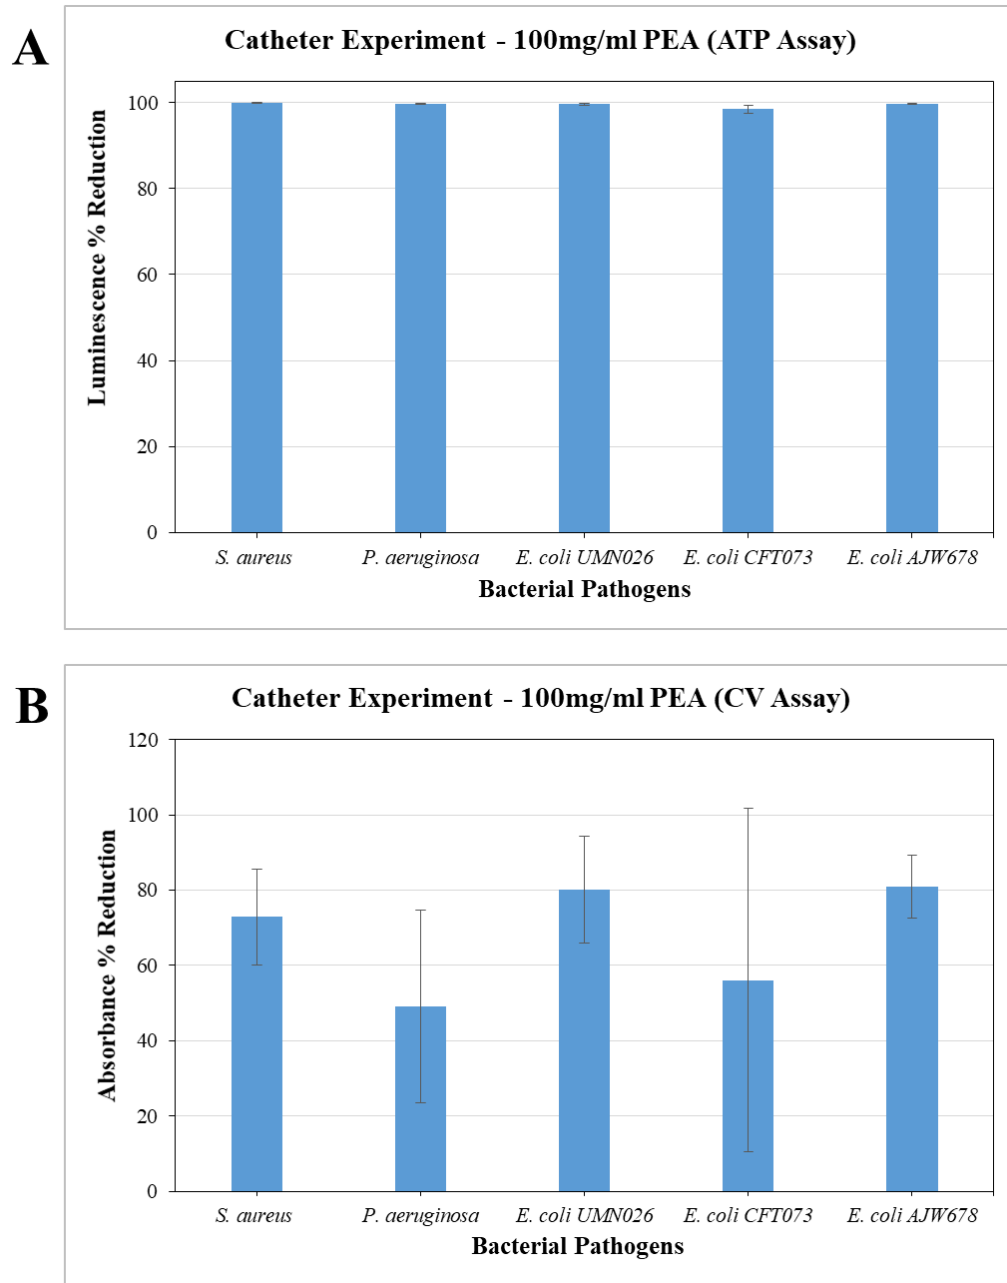 A
Catheter Experiment - 100mg/ml PEA (ATP Assay)
Luminescence % Reduction
100
80
60
40
20
0
S. aureus
P. aeruginosa
E. coli UMN026
E. coli CFT073
E. coli AJW678
Bacterial Pathogens
B
Catheter Experiment - 100mg/ml PEA (CV Assay)
Absorbance % Reduction
120
100
80
60
40
20
0
S. aureus
P. aeruginosa
E. coli UMN026
E. coli CFT073
E. coli AJW678
Bacterial Pathogens